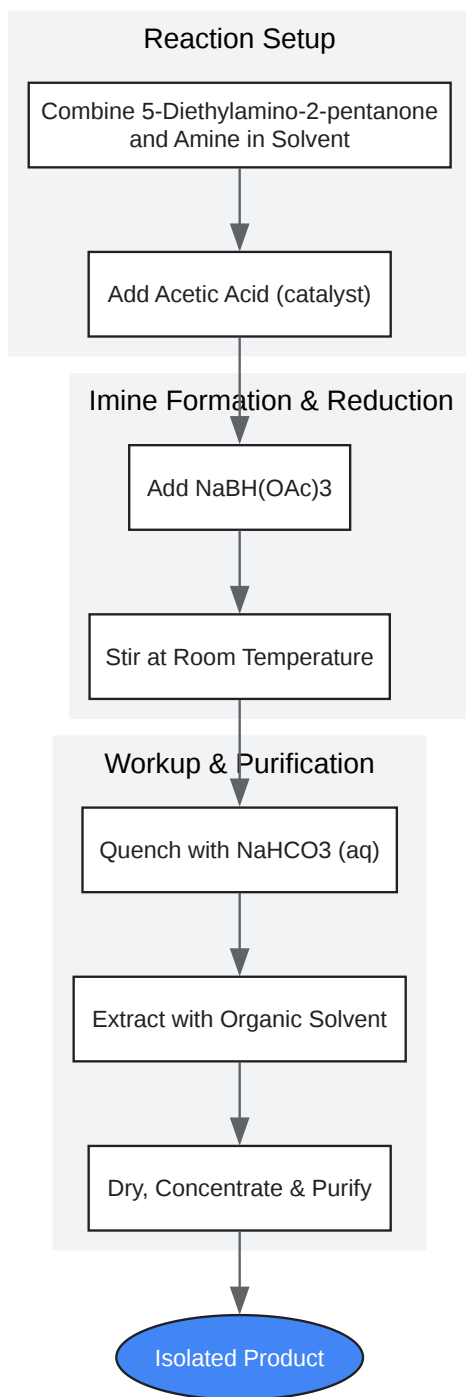 Reaction Setup
Combine 5-Diethylamino-2-pentanone
and Amine in Solvent
Add Acetic Acid (catalyst)
Imine Formation & Reduction
Add NaBH(OAc)3
Stir at Room Temperature
Workup & Purification
Quench with NaHCO3 (aq)
Extract with Organic Solvent
Dry, Concentrate & Purify
Isolated Product